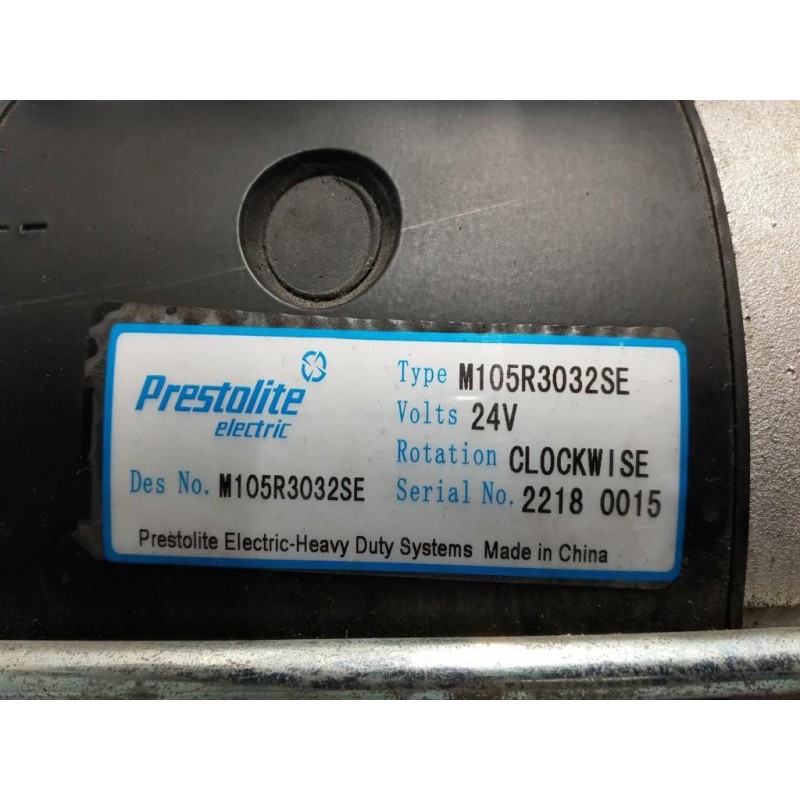 Prestolite
electric
Type M105R3032SE
Volts 24V
Rotation CLOCKWISE
Des No. M105R3032SE
Serial No. 2218 0015
Prestolite Electric-Heavy Duty Systems Made in China